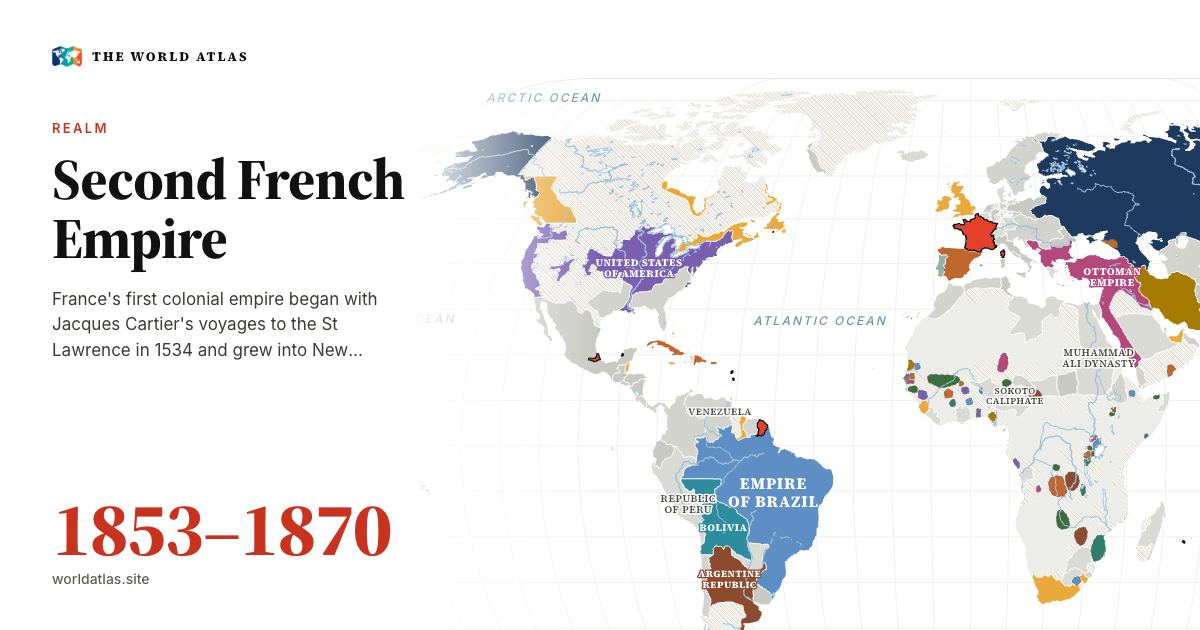 THE WORLD ATLAS
REALM
Second French
Empire
France's first colonial empire began with
Jacques Cartier's voyages to the St
Lawrence in 1534 and grew into New...
1853–1870
worldatlas.site
ARCTIC OCEAN
UNITED STATES
OF AMERICA
OCEAN
ATLANTIC OCEAN
OTTOMAN
EMPIRE
MUHAMMAD
ALI DYNASTY
SOKOTO
CALIPHATE
VENEZUELA
EMPIRE
OF BRAZIL
REPUBLIC
OF PERU
BOLIVIA
ARGENTINE
REPUBLIC